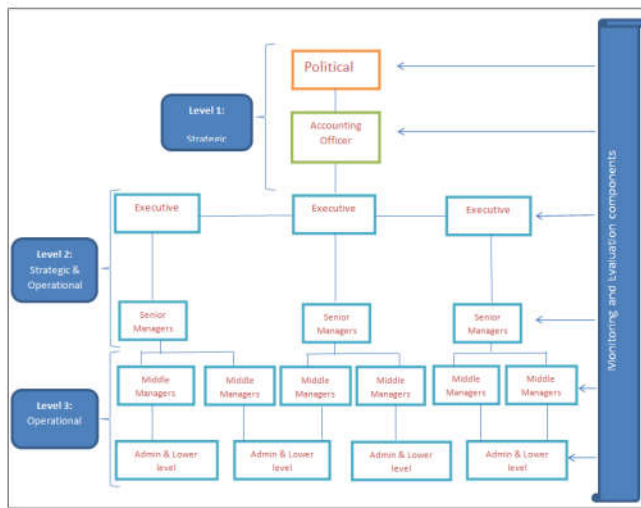 Political
Level 1:
Strategic
Accounting
Officer
Executive
Executive
Executive
Level 2:
Strategic &
Operational
Senior
Managers
Senior
Managers
Senior
Managers
Level 3:
Operational
Middle
Managers
Middle
Managers
Middle
Managers
Middle
Managers
Middle
Managers
Middle
Managers
Admin & Lower
level
Admin & Lower
level
Admin & Lower
level
Admin & Lower
level
Monitoring and Evaluation components